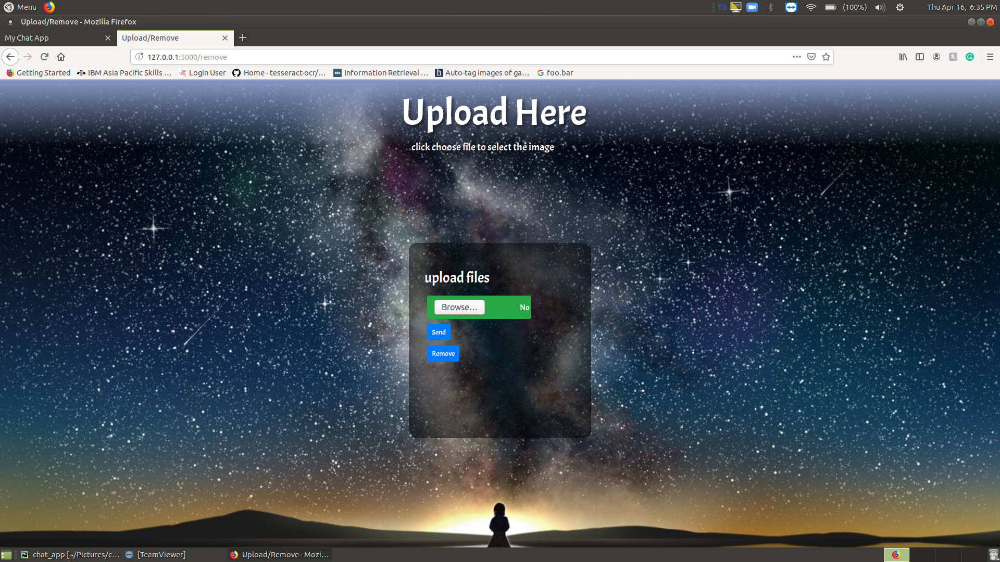 Menu
EN
(100%)
Thu Apr 16, 6:35 PM
Upload/Remove - Mozilla Firefox
My Chat App
Upload/Remove
127.0.0.1:5000/remove
Getting Started
IBM Asia Pacific Skills …
Login User
Home · tesseract-ocr/…
tds
Information Retrieval …
h
Auto-tag images of ga…
G
foo.bar
Upload Here
click choose file to select the image
upload files
Browse…
No
Send
Remove
PC
chat_app [~/Pictures/c…
[TeamViewer]
Upload/Remove - Mozi…